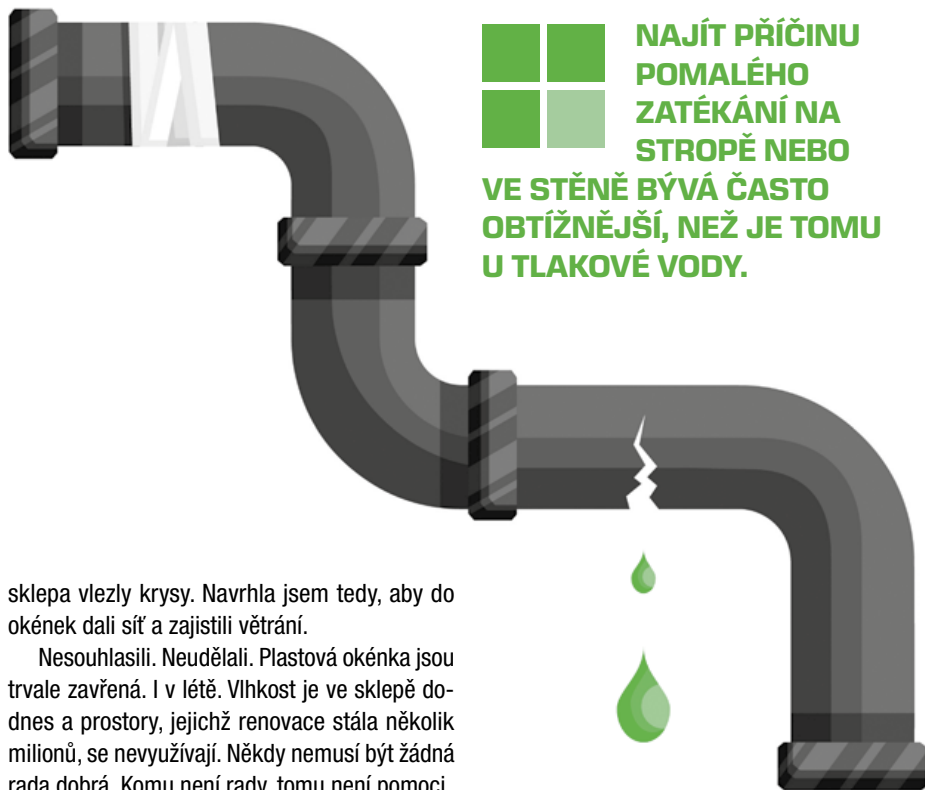 NAJÍT PŘÍČINU
POMALÉHO
ZATÉKÁNÍ NA
STROPĚ NEBO
VE STĚNĚ BÝVÁ ČASTO
OBTÍŽNĚJŠÍ, NEŽ JE TOMU
U TLAKOVÉ VODY.
sklepa vlezly krysy. Navrhla jsem tedy, aby do
okének dali síť a zajistili větrání.
Nesouhlasili. Neudělali. Plastová okénka jsou
trvale zavřená. I v létě. Vlhkost je ve sklepě do-
dnes a prostory, jejichž renovace stála několik
milionů, se nevyužívají. Někdy nemusí být žádná
rada dobrá. Komu není rady, tomu není pomoci.